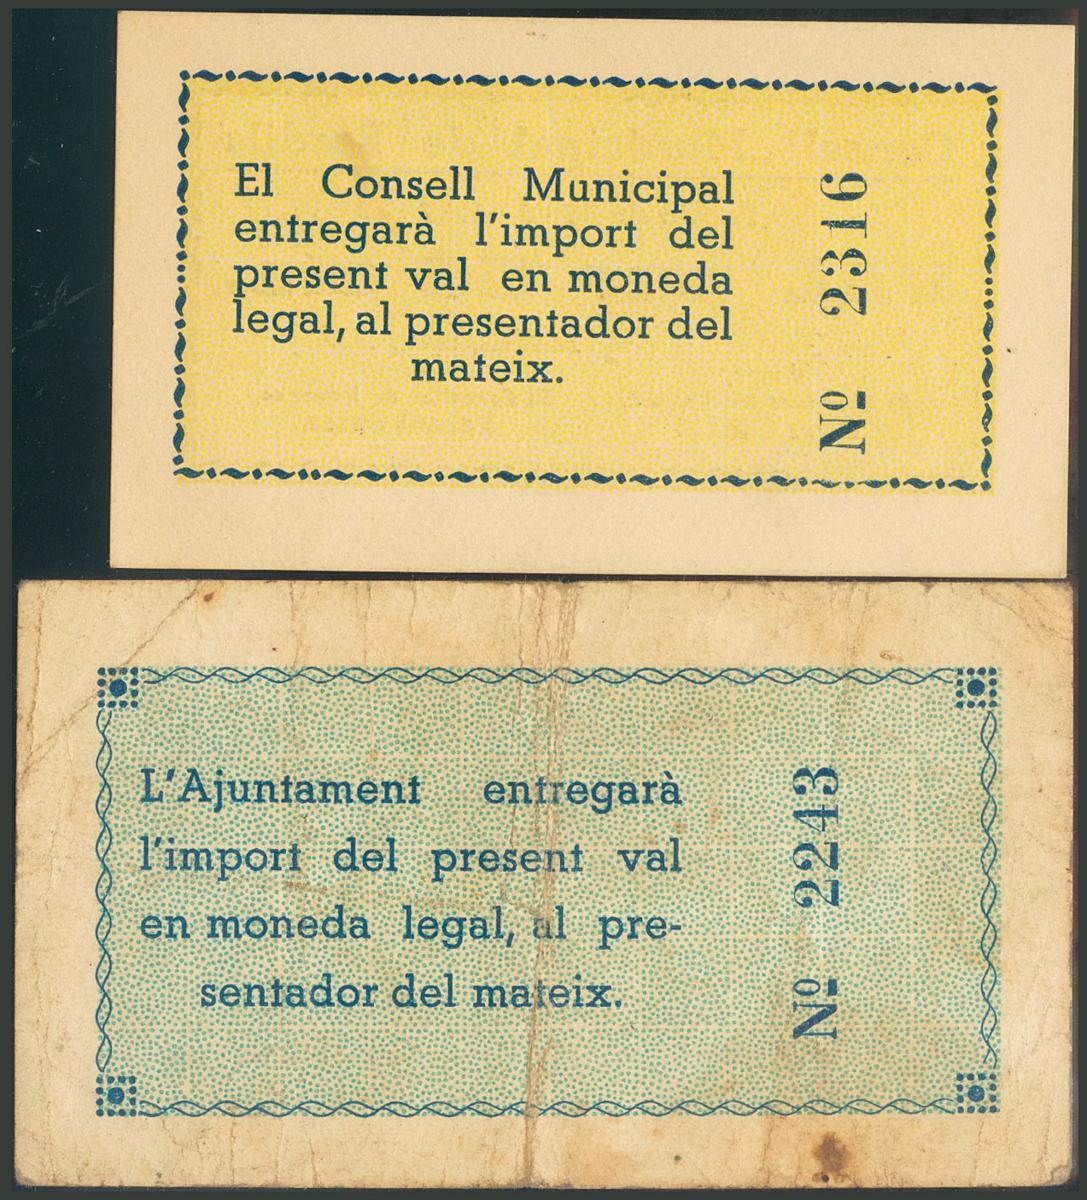 El Consell Municipal
entregarà l'import del
present val en moneda
legal, al presentador del
mateix.
Nº 2316
L'Ajuntament entregarà
l'import del present val
en moneda legal, al pre-
sentador del mateix.
Nº 2243